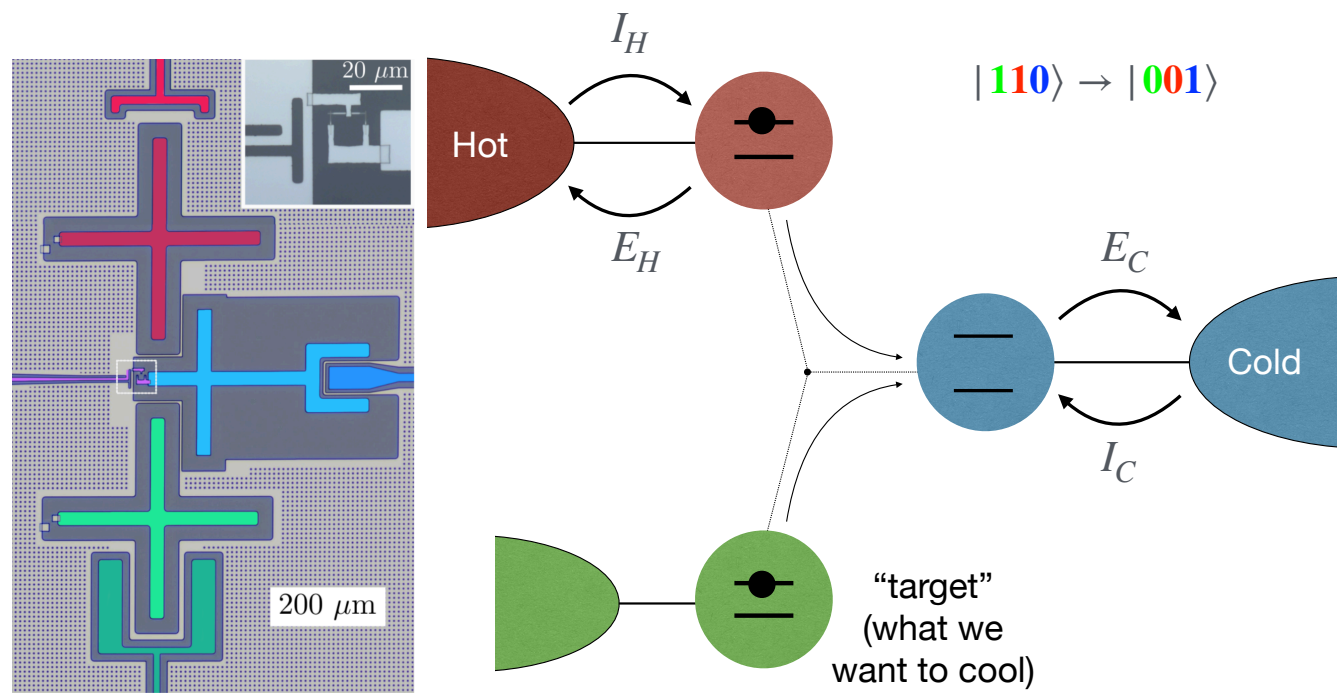 20 μm
200 μm
I_H
Hot
E_H
|110⟩ → |001⟩
E_C
Cold
I_C
“target”
(what we
want to cool)